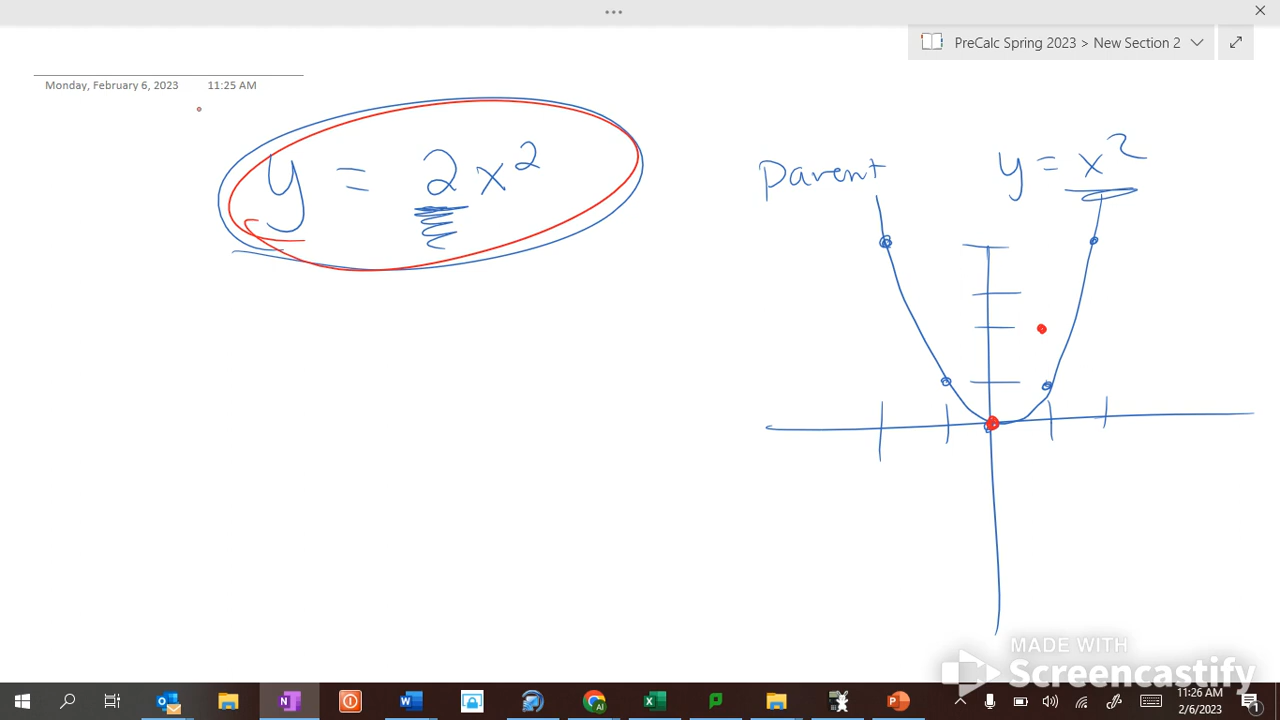 PreCalc Spring 2023 > New Section 2
Monday, February 6, 2023 11:25 AM
y = 2x²
Parent y = x²
MADE WITH
Screencastify
11:26 AM
2/6/2023